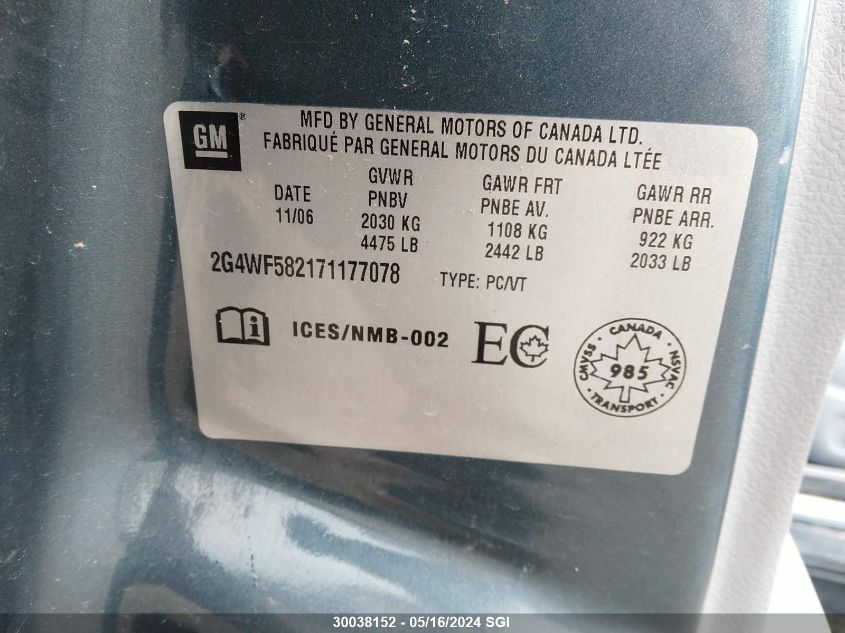 GM ®
MFD BY GENERAL MOTORS OF CANADA LTD.
FABRIQUÉ PAR GENERAL MOTORS DU CANADA LTÉE
DATE
11/06
GVWR
PNBV
2030 KG
4475 LB
GAWR FRT
PNBE AV.
1108 KG
2442 LB
GAWR RR
PNBE ARR.
922 KG
2033 LB
2G4WF582171177078 TYPE: PC/VT
i ICES/NMB-002 EC
CANADA
CMVSS 985 NSVAC
TRANSPORT
30038152 - 05/16/2024 SGI